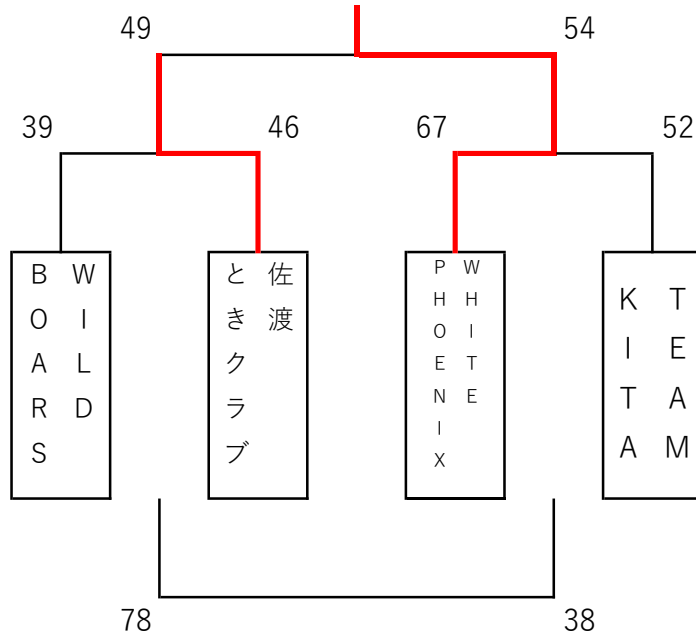 49
54
39
46
67
52
WILD
BOARS
佐渡
ときクラブ
WHITE
PHOENIX
TEAM
KITA
78
38